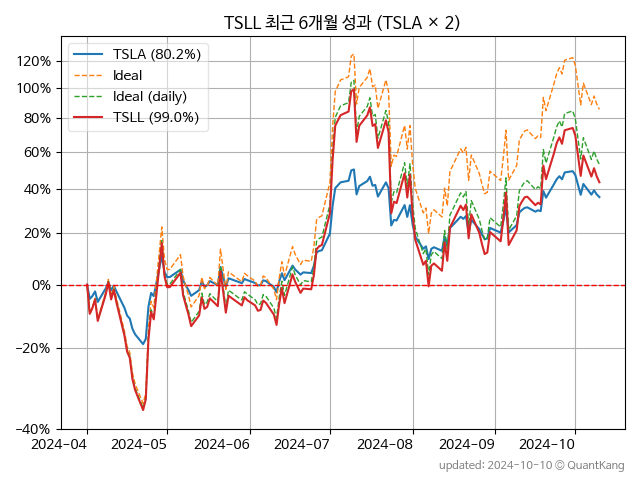 TSLL 최근 6개월 성과 (TSLA × 2)
TSLA (80.2%)
Ideal
Ideal (daily)
TSLL (99.0%)
120%
100%
80%
60%
40%
20%
0%
−20%
−40%
2024-04 2024-05 2024-06 2024-07 2024-08 2024-09 2024-10
updated: 2024-10-10 © QuantKang